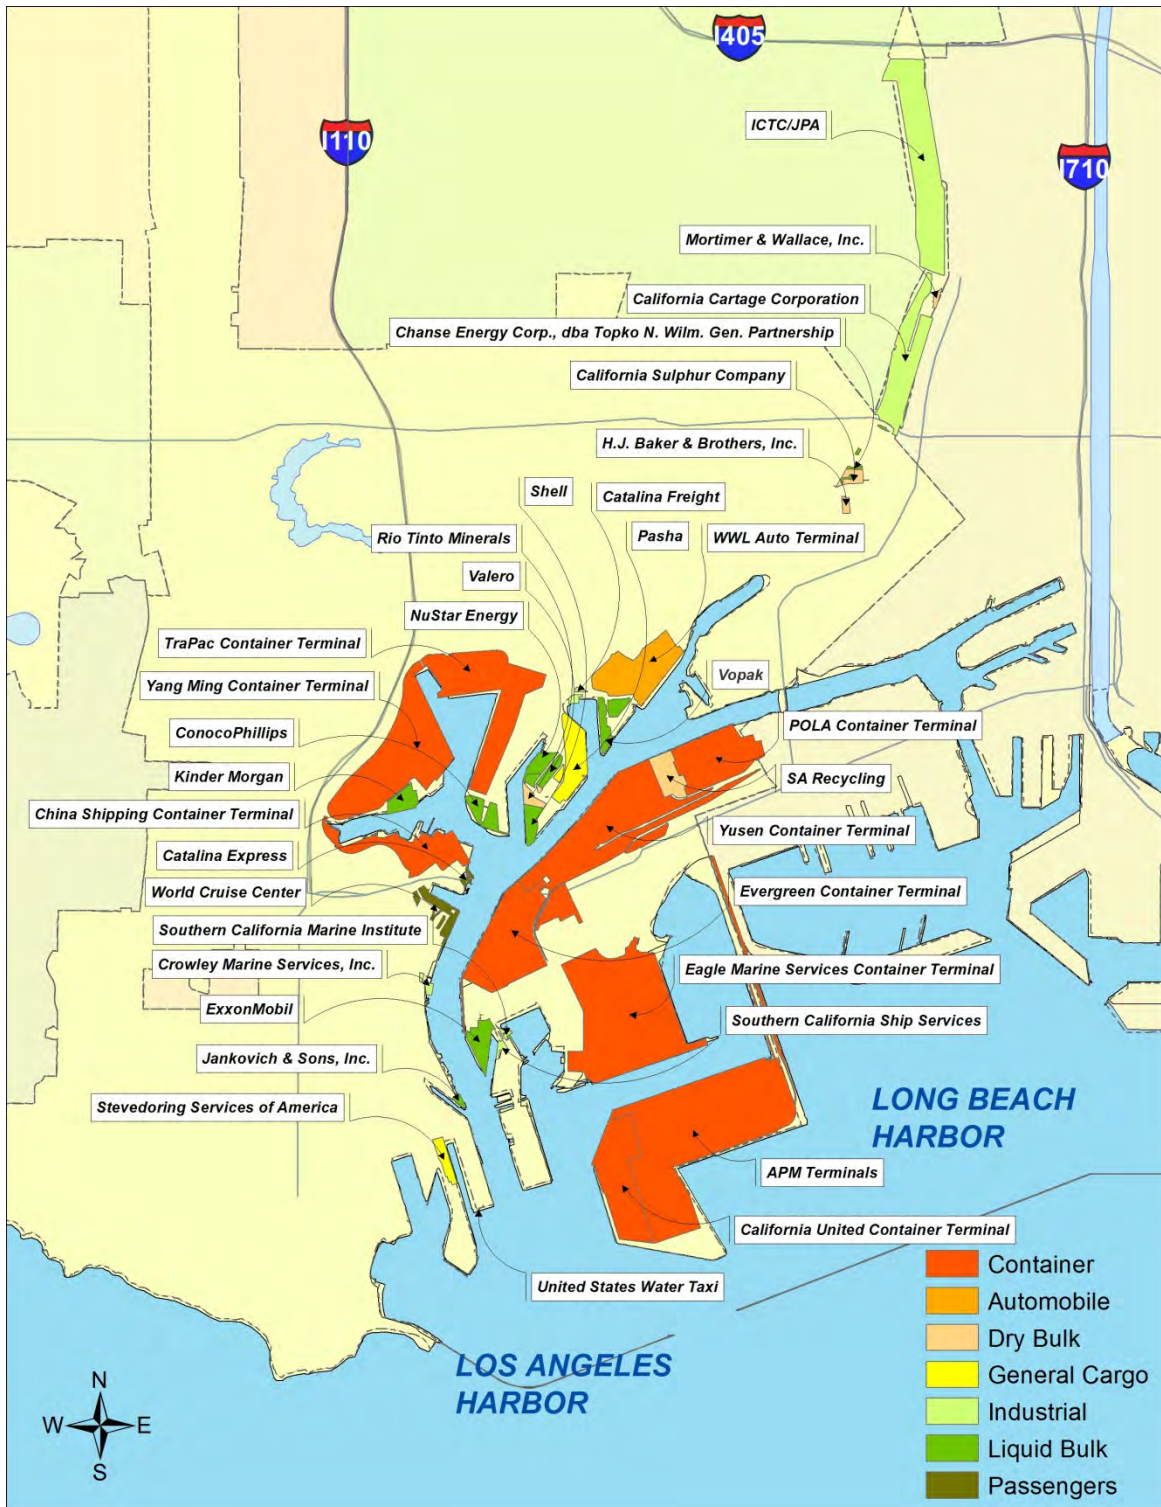 I405
I110
ICTC/JPA
I710
Mortimer & Wallace, Inc.
California Cartage Corporation
Chanse Energy Corp., dba Topko N. Wilm. Gen. Partnership
California Sulphur Company
H.J. Baker & Brothers, Inc.
Shell
Catalina Freight
Rio Tinto Minerals
Pasha
WWL Auto Terminal
Valero
NuStar Energy
TraPac Container Terminal
Vopak
Yang Ming Container Terminal
POLA Container Terminal
ConocoPhillips
Kinder Morgan
SA Recycling
China Shipping Container Terminal
Yusen Container Terminal
Catalina Express
World Cruise Center
Evergreen Container Terminal
Southern California Marine Institute
Crowley Marine Services, Inc.
Eagle Marine Services Container Terminal
ExxonMobil
Southern California Ship Services
Jankovich & Sons, Inc.
Stevedoring Services of America
LONG BEACH
HARBOR
APM Terminals
California United Container Terminal
United States Water Taxi
LOS ANGELES
HARBOR
Container
Automobile
Dry Bulk
General Cargo
Industrial
Liquid Bulk
Passengers
N
W E
S